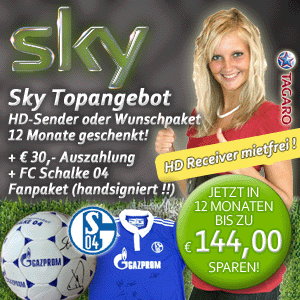 sky
TAGARO
Sky Topangebot
HD-Sender oder Wunschpaket
12 Monate geschenkt!
+ € 30,- Auszahlung
+ FC Schalke 04
Fanpaket (handsigniert !!)
HD Receiver mietfrei !
JETZT IN
12 MONATEN
BIS ZU
€ 144,00
SPAREN!
S
04
GAZPROM
GAZPROM